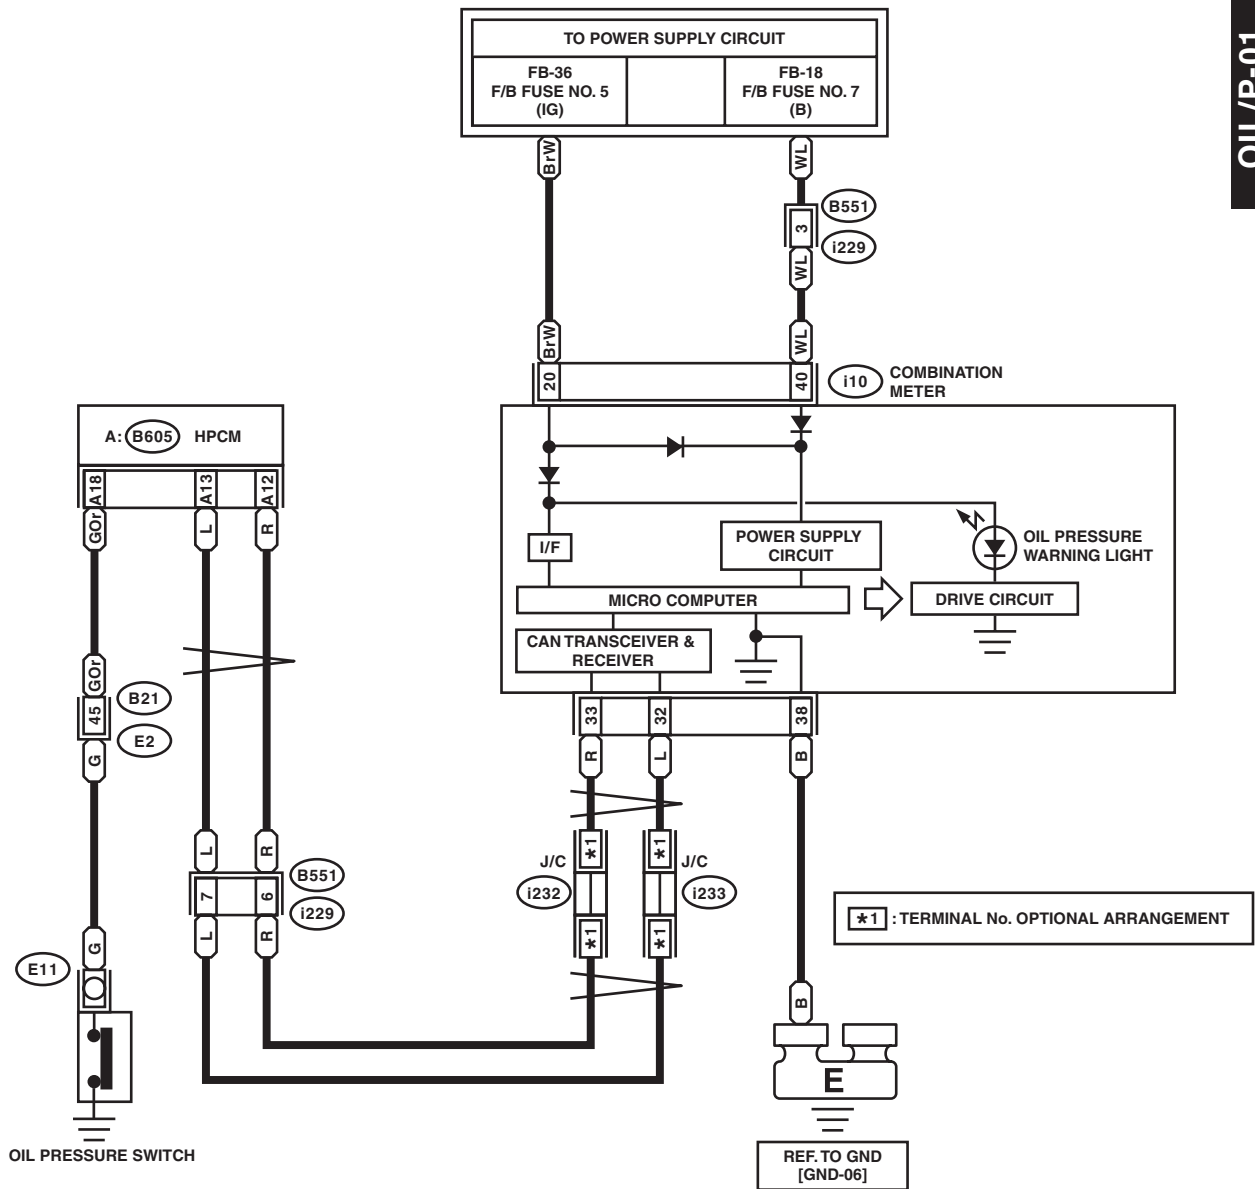 OIL/P-01
TO POWER SUPPLY CIRCUIT
FB-36
F/B FUSE NO. 5
(IG)
FB-18
F/B FUSE NO. 7
(B)
BrW
WL
B551
3
i229
WL
BrW
WL
20
40
i10
COMBINATION
METER
A: B605 HPCM
A18
A13
A12
GOr
L
R
I/F
POWER SUPPLY
CIRCUIT
OIL PRESSURE
WARNING LIGHT
MICRO COMPUTER
DRIVE CIRCUIT
CAN TRANSCEIVER &
RECEIVER
GOr
45
B21
E2
G
33
32
38
R
L
B
L
R
B551
7
6
i229
L
R
*1
*1
J/C
J/C
i232
i233
*1
*1
*1 : TERMINAL No. OPTIONAL ARRANGEMENT
G
E11
B
E
OIL PRESSURE SWITCH
REF. TO GND
[GND-06]